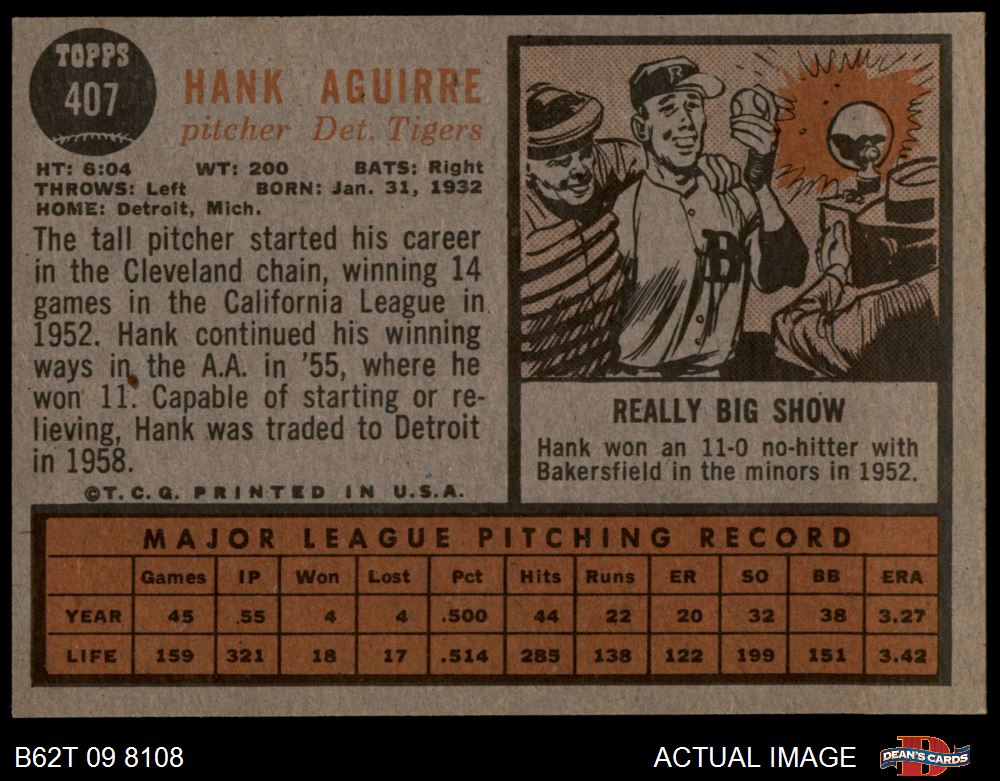 TOPPS
407
HANK AGUIRRE
pitcher Det. Tigers
HT: 6:04 WT: 200 BATS: Right
THROWS: Left BORN: Jan. 31, 1932
HOME: Detroit, Mich.
The tall pitcher started his career
in the Cleveland chain, winning 14
games in the California League in
1952. Hank continued his winning
ways in the A.A. in '55, where he
won 11. Capable of starting or re-
lieving, Hank was traded to Detroit
in 1958.
©T.C.G. PRINTED IN U.S.A.
B
B
REALLY BIG SHOW
Hank won an 11-0 no-hitter with
Bakersfield in the minors in 1952.
MAJOR LEAGUE PITCHING RECORD
Games IP Won Lost Pct Hits Runs ER SO BB ERA
YEAR 45 55 4 4 .500 44 22 20 32 38 3.27
LIFE 159 321 18 17 .514 285 138 122 199 151 3.42
B62T 09 8108
ACTUAL IMAGE
D
DEAN'S CARDS